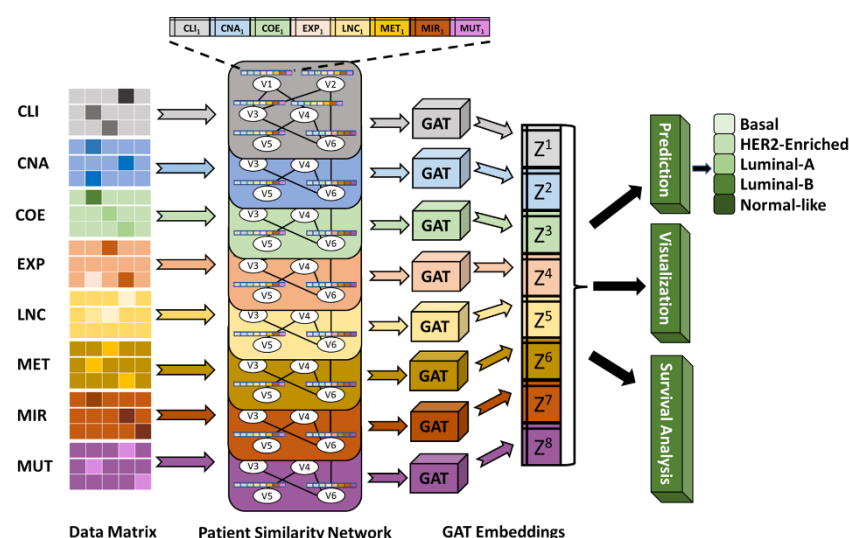 CLI₁ CNA₁ COE₁ EXP₁ LNC₁ MET₁ MIR₁ MUT₁
CLI
CNA
COE
EXP
LNC
MET
MIR
MUT
V1 V2
V3 V4
V5 V6
V3 V4
V5 V6
V3 V4
V5 V6
V3 V4
V5 V6
V3 V4
V5 V6
V3 V4
V5 V6
V3 V4
V5 V6
V3 V4
V5 V6
GAT
GAT
GAT
GAT
GAT
GAT
GAT
GAT
Z¹
Z²
Z³
Z⁴
Z⁵
Z⁶
Z⁷
Z⁸
Prediction
Visualization
Survival Analysis
Basal
HER2-Enriched
Luminal-A
Luminal-B
Normal-like
Data Matrix Patient Similarity Network GAT Embeddings